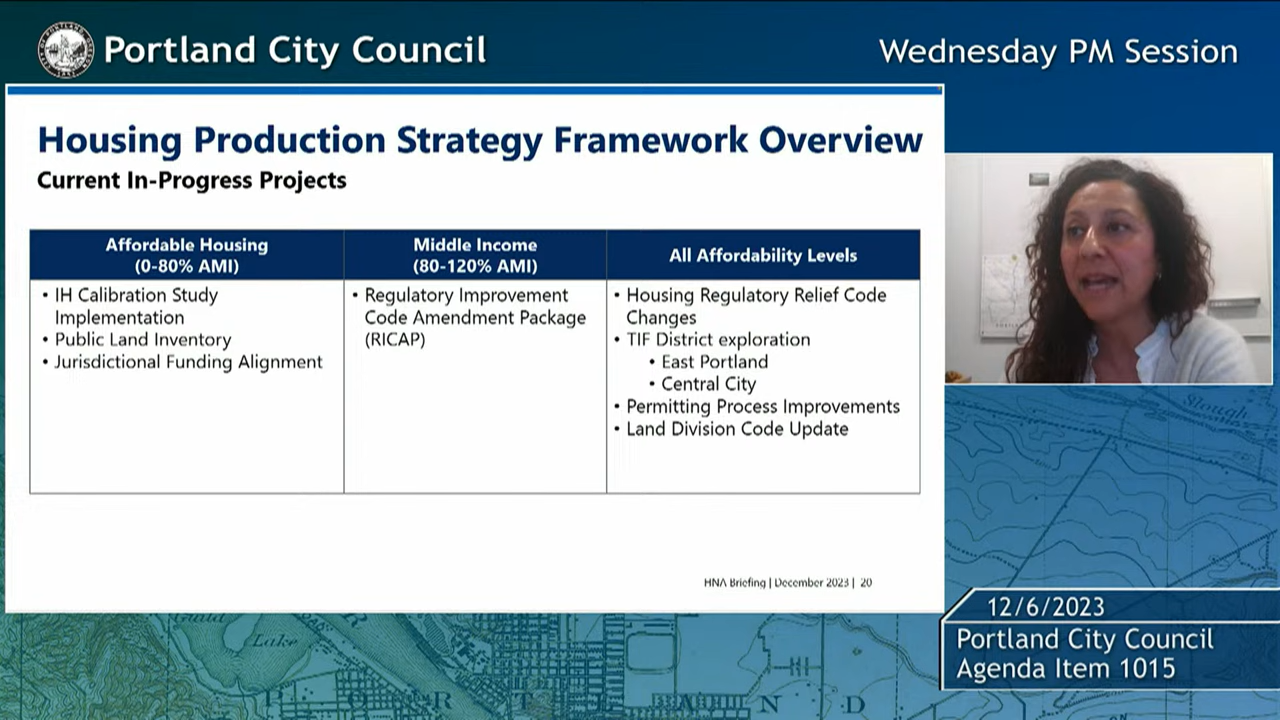 Portland City Council
Wednesday PM Session
Housing Production Strategy Framework Overview
Current In-Progress Projects
Affordable Housing
(0-80% AMI)
Middle Income
(80-120% AMI)
All Affordability Levels
• IH Calibration Study
Implementation
• Public Land Inventory
• Jurisdictional Funding Alignment
• Regulatory Improvement
Code Amendment Package
(RICAP)
• Housing Regulatory Relief Code
Changes
• TIF District exploration
• East Portland
• Central City
• Permitting Process Improvements
• Land Division Code Update
HNA Briefing | December 2023 | 20
Slough
Guild
Lake
12/6/2023
Portland City Council
Agenda Item 1015